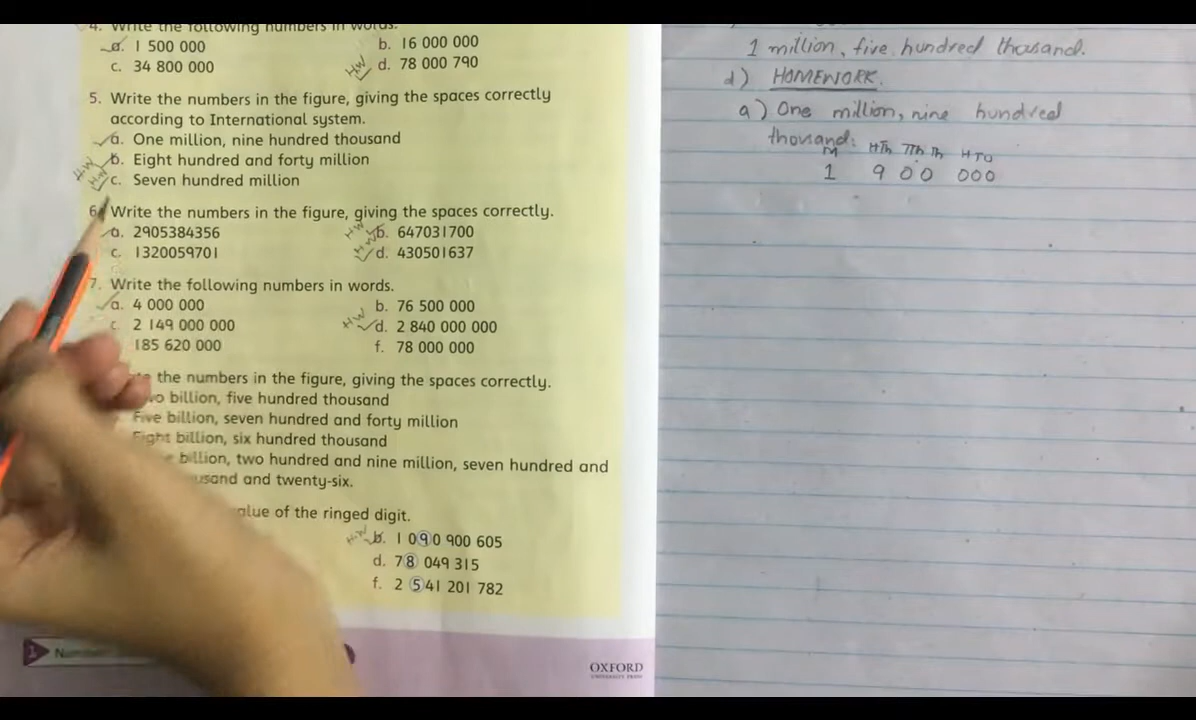 4. Write the following numbers in words.
a. 1 500 000 b. 16 000 000
c. 34 800 000 HW d. 78 000 790
5. Write the numbers in the figure, giving the spaces correctly
according to International system.
a. One million, nine hundred thousand
HW b. Eight hundred and forty million
HW c. Seven hundred million
6. Write the numbers in the figure, giving the spaces correctly.
a. 2905384356 HW b. 647031700
c. 1320059701 HW d. 430501637
7. Write the following numbers in words.
a. 4 000 000 b. 76 500 000
c. 2 149 000 000 HW d. 2 840 000 000
185 620 000 f. 78 000 000
the numbers in the figure, giving the spaces correctly.
billion, five hundred thousand
Five billion, seven hundred and forty million
Eight billion, six hundred thousand
billion, two hundred and nine million, seven hundred and
and twenty-six.
of the ringed digit.
HW b. 1 090 900 605
d. 78 049 315
f. 2 541 201 782
1
OXFORD
UNIVERSITY PRESS
1 million, five hundred thousand.
d) HOMEWORK.
a) One million, nine hundred
thousand:
M HTh TTh Th H T U
1 9 0 0 000